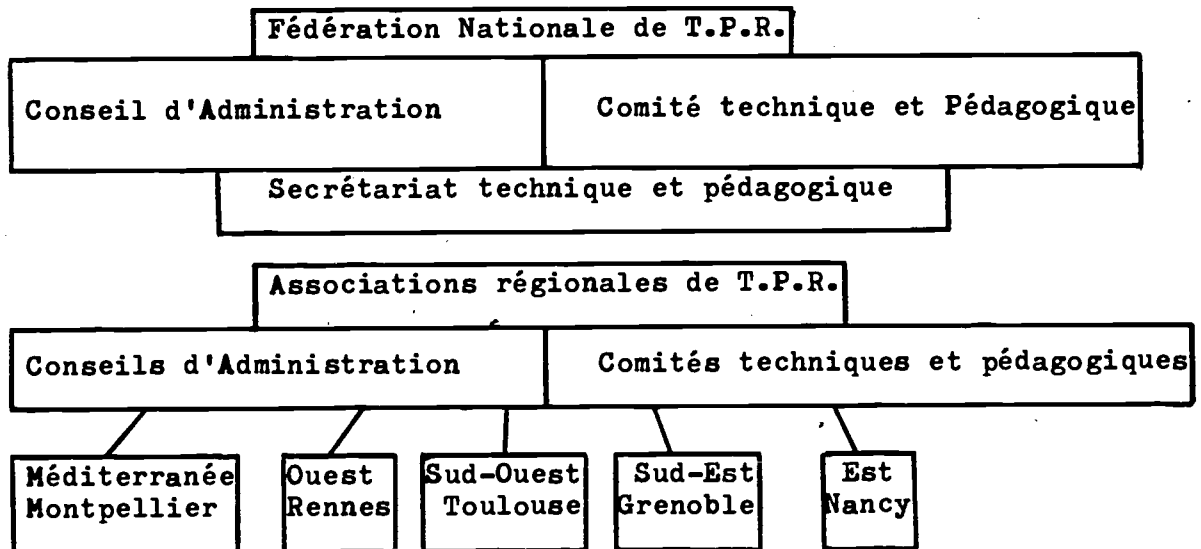 Fédération Nationale de T.P.R.
Conseil d'Administration
Comité technique et Pédagogique
Secrétariat technique et pédagogique
Associations régionales de T.P.R.
Conseils d'Administration
Comités techniques et pédagogiques
Méditerranée
Montpellier
Ouest
Rennes
Sud-Ouest
Toulouse
Sud-Est
Grenoble
Est
Nancy